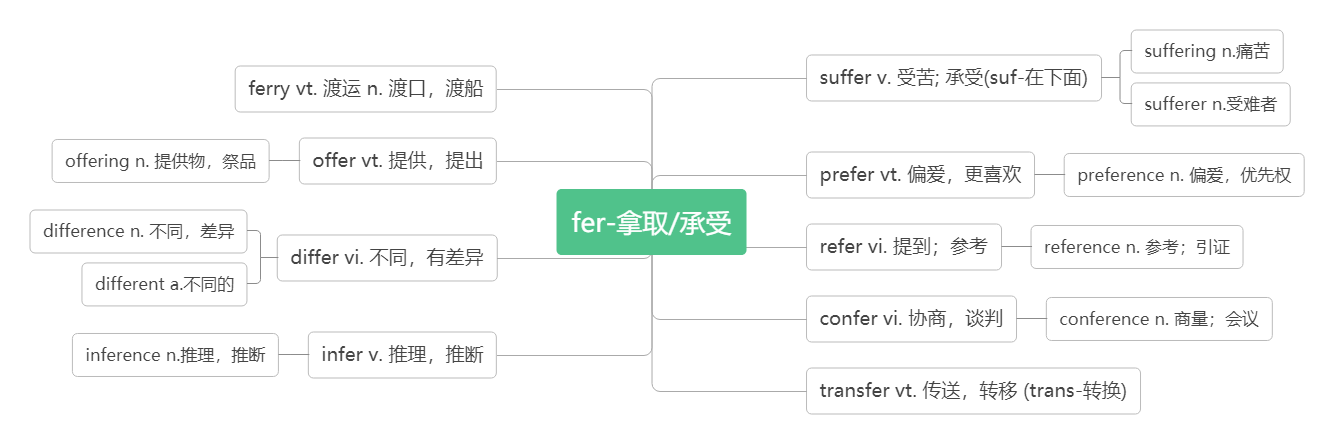 fer-拿取/承受
suffer v. 受苦; 承受(suf-在下面)
suffering n.痛苦
sufferer n.受难者
prefer vt. 偏爱，更喜欢
preference n. 偏爱，优先权
refer vi. 提到；参考
reference n. 参考；引证
confer vi. 协商，谈判
conference n. 商量；会议
transfer vt. 传送，转移 (trans-转换)
ferry vt. 渡运 n. 渡口，渡船
offer vt. 提供，提出
offering n. 提供物，祭品
differ vi. 不同，有差异
difference n. 不同，差异
different a.不同的
infer v. 推理，推断
inference n.推理，推断